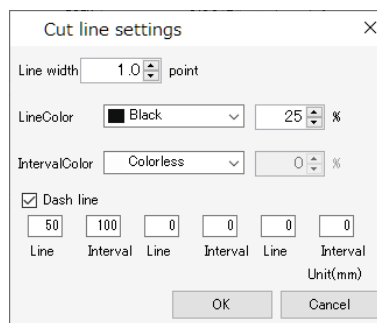 Cut line settings
Line width 1.0 point
LineColor Black 25 %
IntervalColor Colorless 0 %
Dash line
50 100 0 0 0 0
Line Interval Line Interval Line Interval
Unit(mm)
OK Cancel